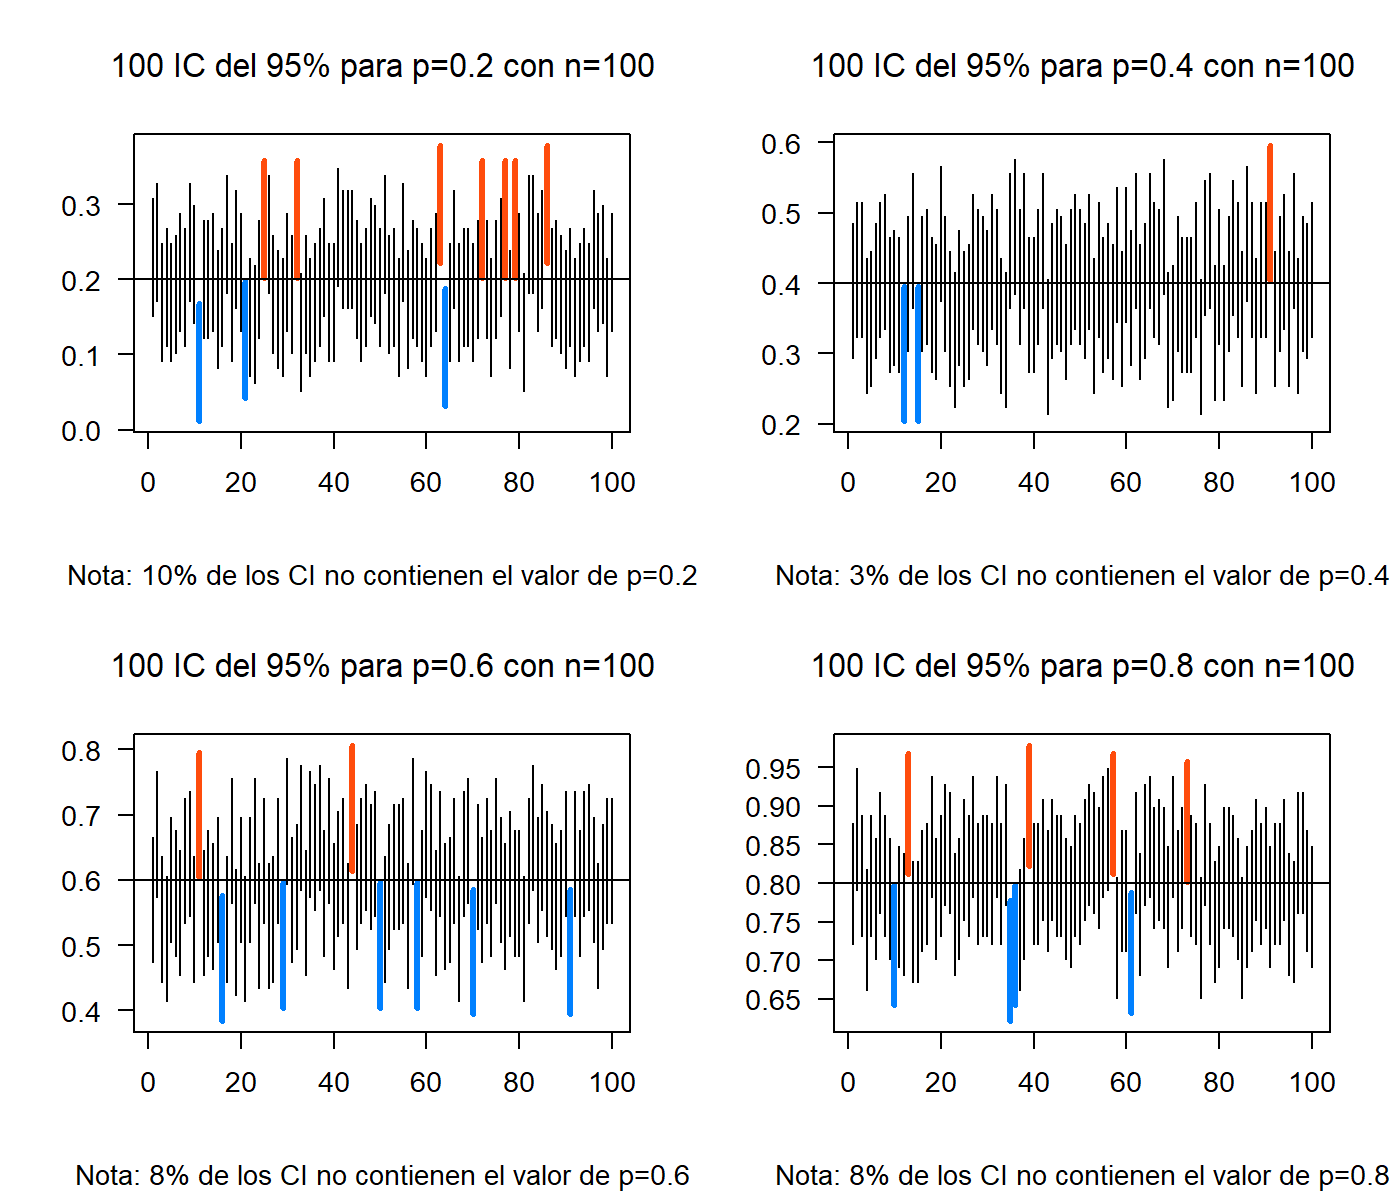 100 IC del 95% para p=0.2 con n=100
0.3
0.2
0.1
0.0
0 20 40 60 80 100
Nota: 10% de los CI no contienen el valor de p=0.2
100 IC del 95% para p=0.4 con n=100
0.6
0.5
0.4
0.3
0.2
0 20 40 60 80 100
Nota: 3% de los CI no contienen el valor de p=0.4
100 IC del 95% para p=0.6 con n=100
0.8
0.7
0.6
0.5
0.4
0 20 40 60 80 100
Nota: 8% de los CI no contienen el valor de p=0.6
100 IC del 95% para p=0.8 con n=100
0.95
0.90
0.85
0.80
0.75
0.70
0.65
0 20 40 60 80 100
Nota: 8% de los CI no contienen el valor de p=0.8